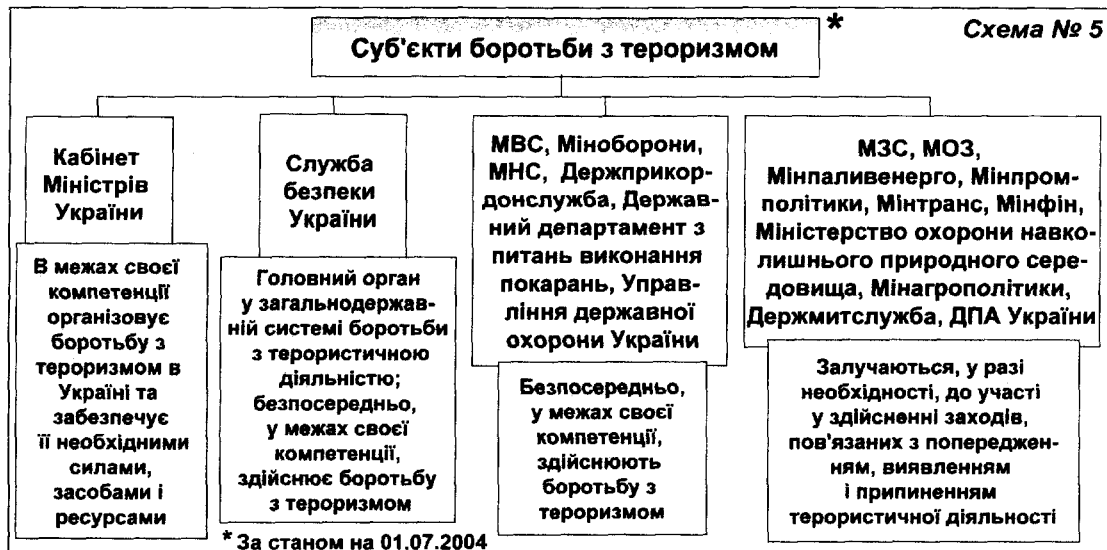 Схема № 5
Суб'єкти боротьби з тероризмом *
Кабінет
Міністрів
України
В межах своєї
компетенції
організовує
боротьбу з
тероризмом в
Україні та
забезпечує
її необхідними
силами,
засобами і
ресурсами
Служба
безпеки
України
Головний орган
у загальнодержав-
ній системі боротьби
з терористичною
діяльністю;
безпосередньо,
у межах своєї
компетенції,
здійснює боротьбу
з тероризмом
МВС, Міноборони,
МНС, Держприкор-
донслужба, Держав-
ний департамент з
питань виконання
покарань, Управ-
ління державної
охорони України
Безпосередньо,
у межах своєї
компетенції,
здійснюють
боротьбу з
тероризмом
МЗС, МОЗ,
Мінпаливенерго, Мінпром-
політики, Мінтранс, Мінфін,
Міністерство охорони навко-
лишнього природного сере-
довища, Мінагрополітики,
Держмитслужба, ДПА України
Залучаються, у разі
необхідності, до участі
у здійсненні заходів,
пов'язаних з попереджен-
ням, виявленням
і припиненням
терористичної діяльності
* За станом на 01.07.2004